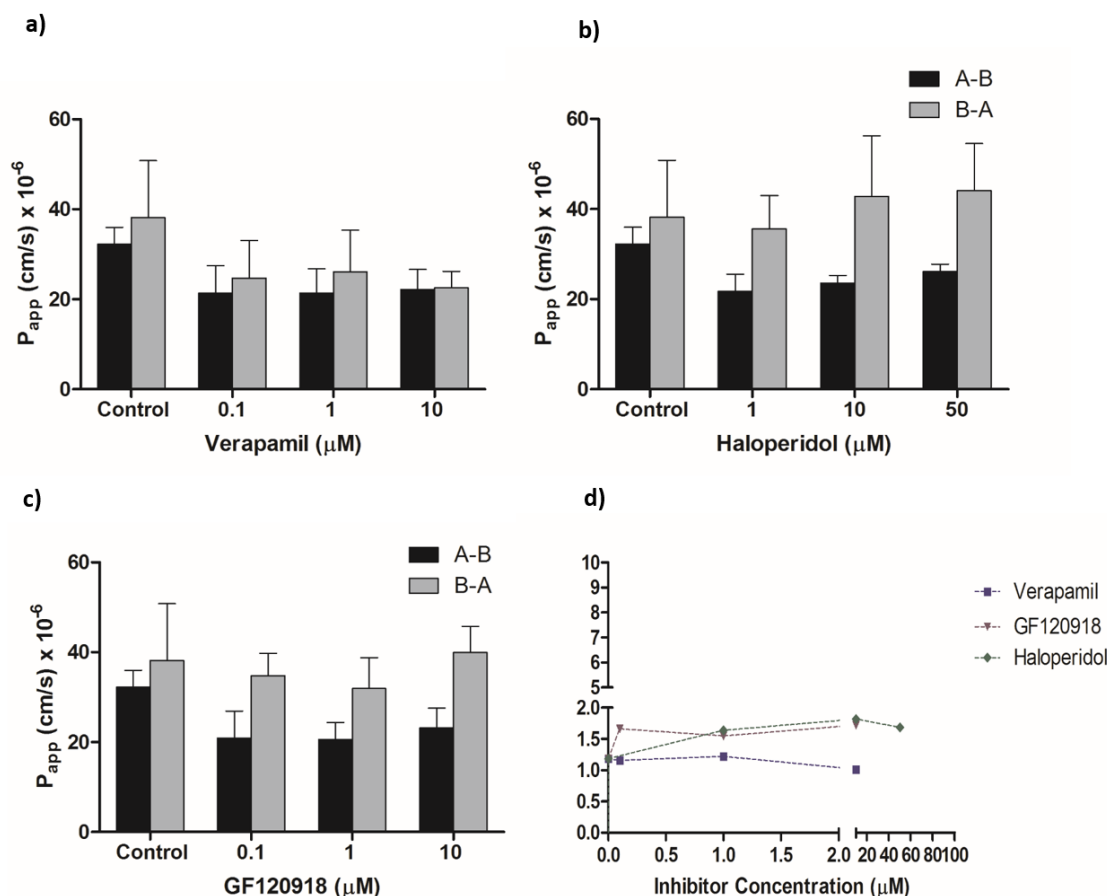 a)
60
40
20
0
Papp (cm/s) x 10-6
Control 0.1 1 10
Verapamil (μM)
b)
A-B
B-A
60
40
20
0
Papp (cm/s) x 10-6
Control 1 10 50
Haloperidol (μM)
c)
A-B
B-A
60
40
20
0
Papp (cm/s) x 10-6
Control 0.1 1 10
GF120918 (μM)
d)
10
9
8
7
6
5
2.0
1.5
1.0
0.5
0.0
0.0 0.5 1.0 1.5 2.0 20 40 60 80 100
Inhibitor Concentration (μM)
Verapamil
GF120918
Haloperidol